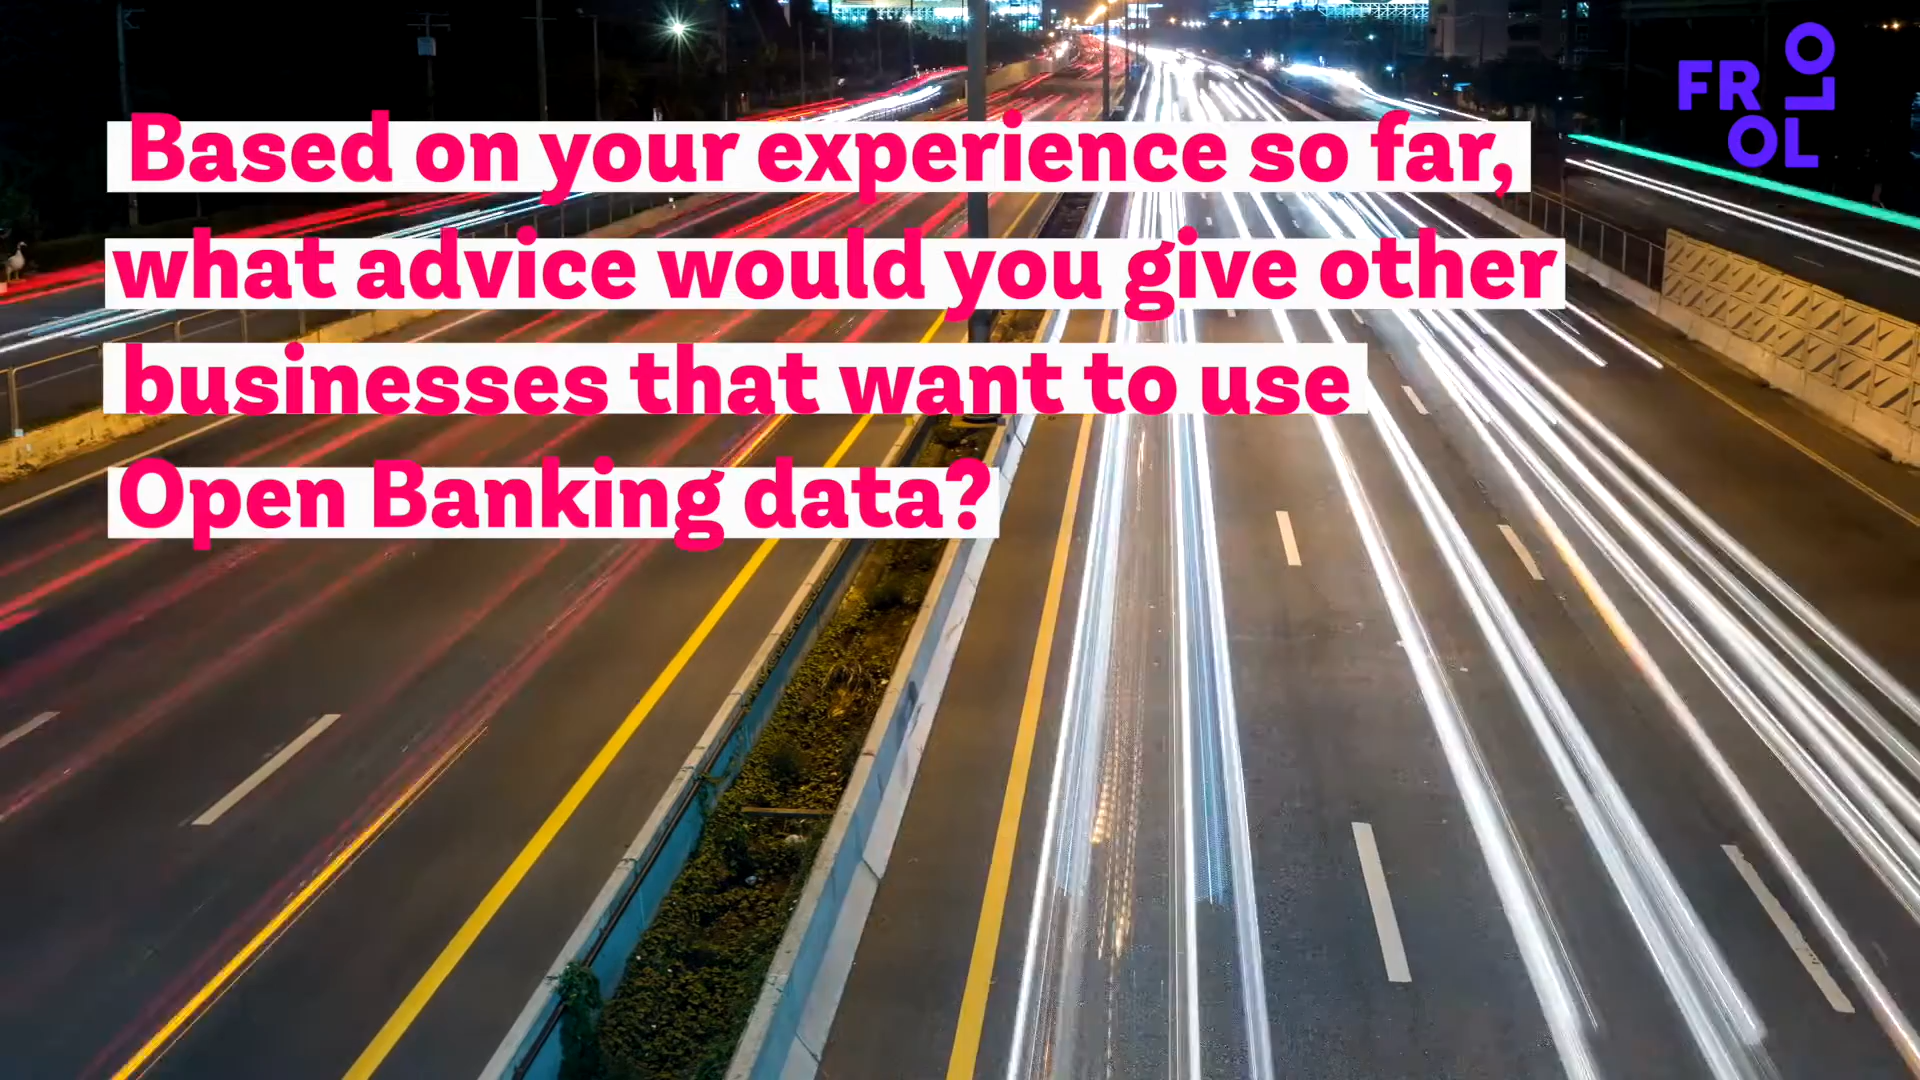 Based on your experience so far,
what advice would you give other
businesses that want to use
Open Banking data?
FR
OL
LO